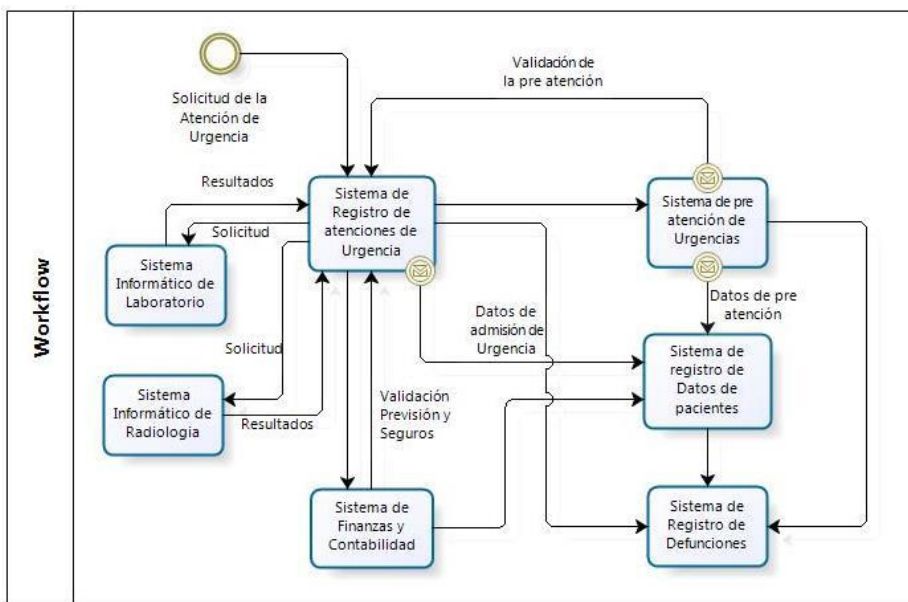 Workflow
Solicitud de la
Atención de
Urgencia
Validación de
la pre atención
Resultados
Sistema de
Registro de
atenciones de
Urgencia
Sistema de pre
atención de
Urgencias
Solicitud
Sistema
Informático de
Laboratorio
Datos de pre
atención
Datos de
admisión de
Urgencia
Solicitud
Sistema de
registro de
Datos de
pacientes
Sistema
Informático de
Radiologia
Resultados
Validación
Previsión y
Seguros
Sistema de
Finanzas y
Contabilidad
Sistema de
Registro de
Defunciones